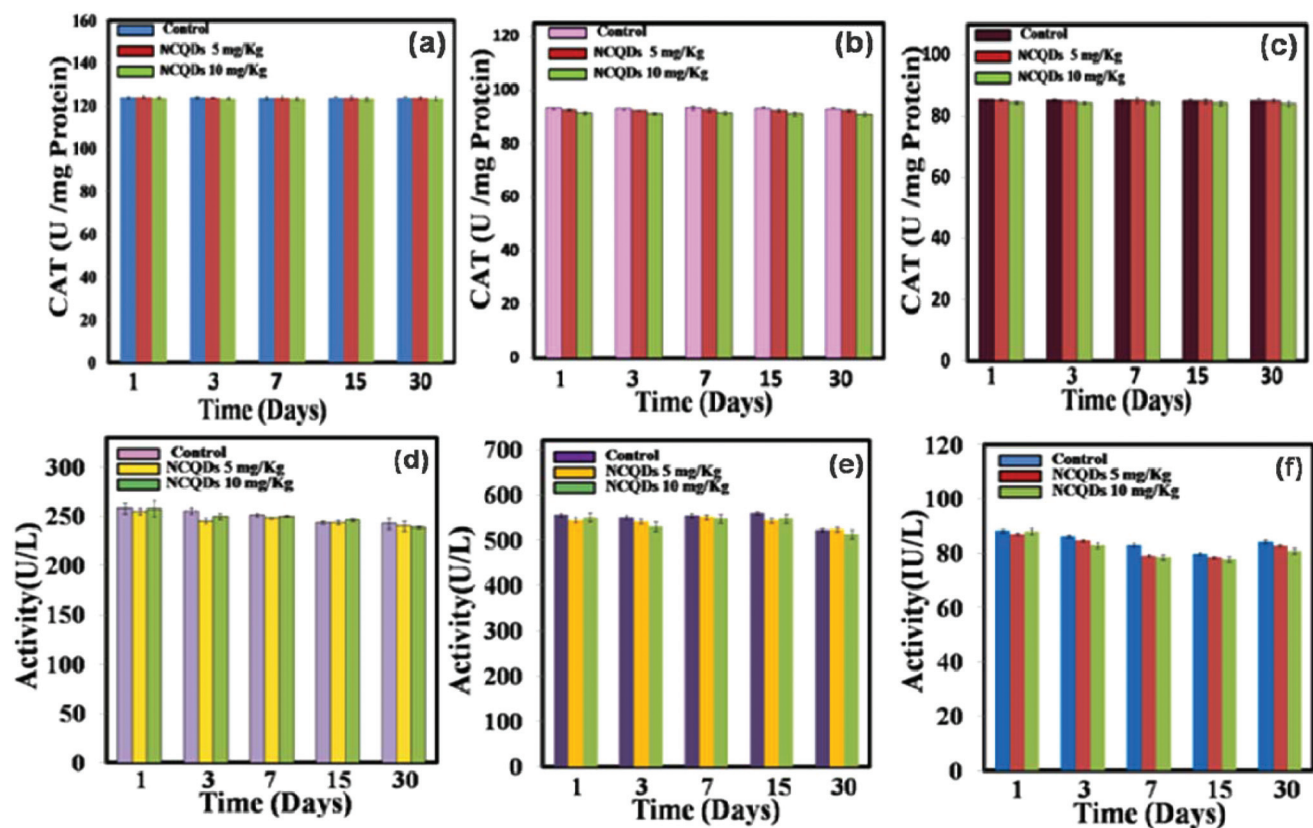 (a)
Control
NCQDs 5 mg/Kg
NCQDs 10 mg/Kg
CAT (U /mg Protein)
160
140
120
100
80
60
40
20
0
1 3 7 15 30
Time (Days)
(b)
Control
NCQDs 5 mg/Kg
NCQDs 10 mg/Kg
CAT (U /mg Protein)
120
100
80
60
40
20
0
1 3 7 15 30
Time (Days)
(c)
Control
NCQDs 5 mg/Kg
NCQDs 10 mg/Kg
CAT (U /mg Protein)
100
80
60
40
20
0
1 3 7 15 30
Time (Days)
(d)
Control
NCQDs 5 mg/Kg
NCQDs 10 mg/Kg
Activity(U/L)
300
250
200
150
100
50
0
1 3 7 15 30
Time (Days)
(e)
Control
NCQDs 5 mg/Kg
NCQDs 10 mg/Kg
Activity(U/L)
700
600
500
400
300
200
100
0
1 3 7 15 30
Time (Days)
(f)
Control
NCQDs 5 mg/Kg
NCQDs 10 mg/Kg
Activity(IU/L)
120
100
80
60
40
20
0
1 3 7 15 30
Time (Days)